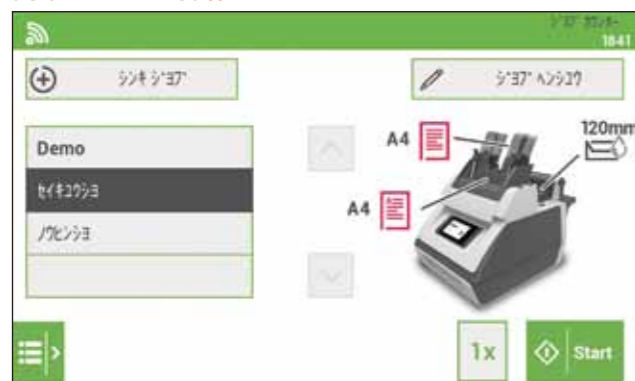 ｼﾞｮﾌﾞ ｶｳﾝﾀｰ
1841
ｼﾝｷ ｼﾞｮﾌﾞ
ｼﾞｮﾌﾞ ﾍﾝｼｭｳ
Demo
ｾｲｷｭｳｼｮ
ﾉｳﾋﾝｼｮ
A4
120mm
A4
1x
Start